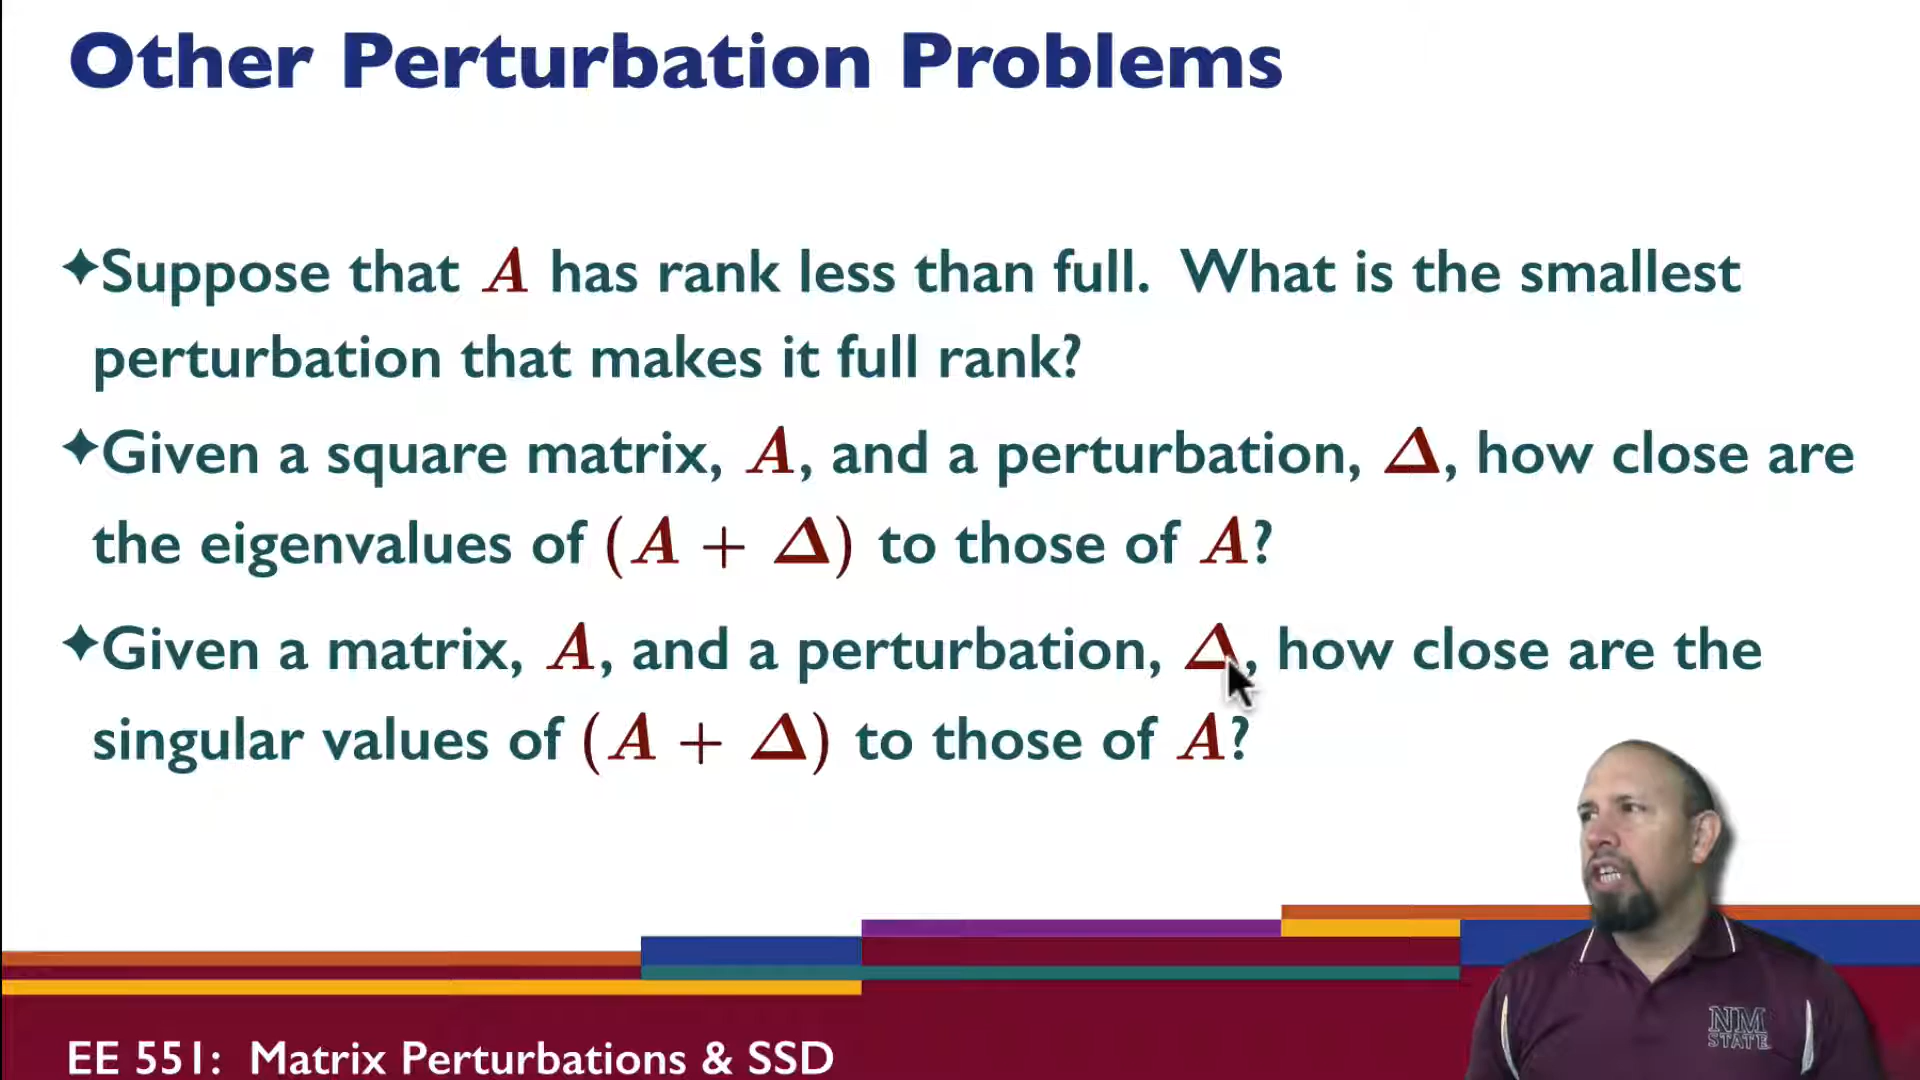 Other Perturbation Problems
✦Suppose that A has rank less than full. What is the smallest
perturbation that makes it full rank?
✦Given a square matrix, A, and a perturbation, Δ, how close are
the eigenvalues of (A + Δ) to those of A?
✦Given a matrix, A, and a perturbation, Δ, how close are the
singular values of (A + Δ) to those of A?
NM
STATE
EE 551: Matrix Perturbations & SSD